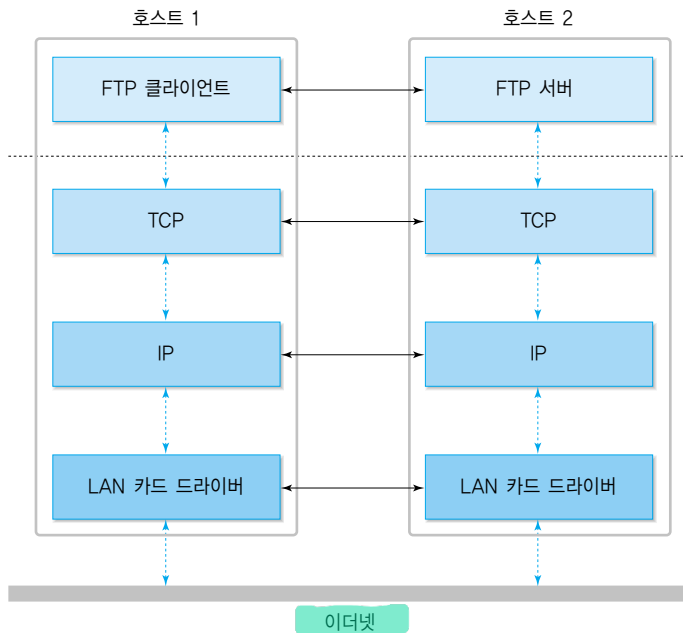 호스트 1 호스트 2
FTP 클라이언트 FTP 서버
TCP TCP
IP IP
LAN 카드 드라이버 LAN 카드 드라이버
이더넷